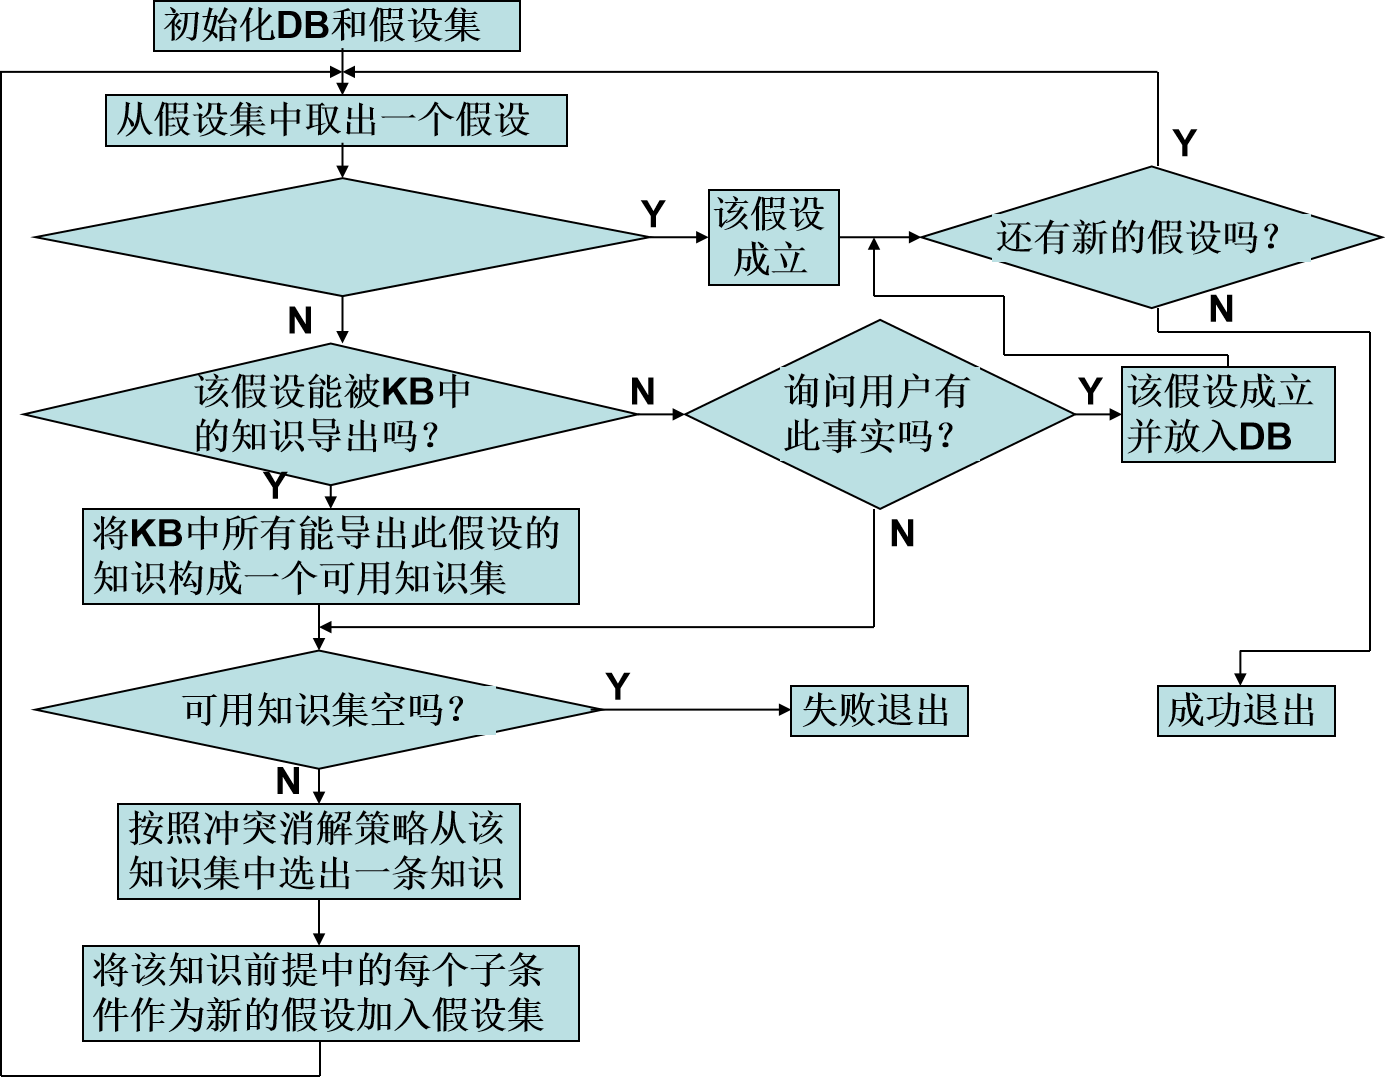 初始化DB和假设集
从假设集中取出一个假设
Y
Y
该假设
成立
还有新的假设吗?
N
N
该假设能被KB中
的知识导出吗?
N
询问用户有
此事实吗?
Y
该假设成立
并放入DB
Y
N
将KB中所有能导出此假设的
知识构成一个可用知识集
可用知识集空吗?
Y
失败退出
成功退出
N
按照冲突消解策略从该
知识集中选出一条知识
将该知识前提中的每个子条
件作为新的假设加入假设集